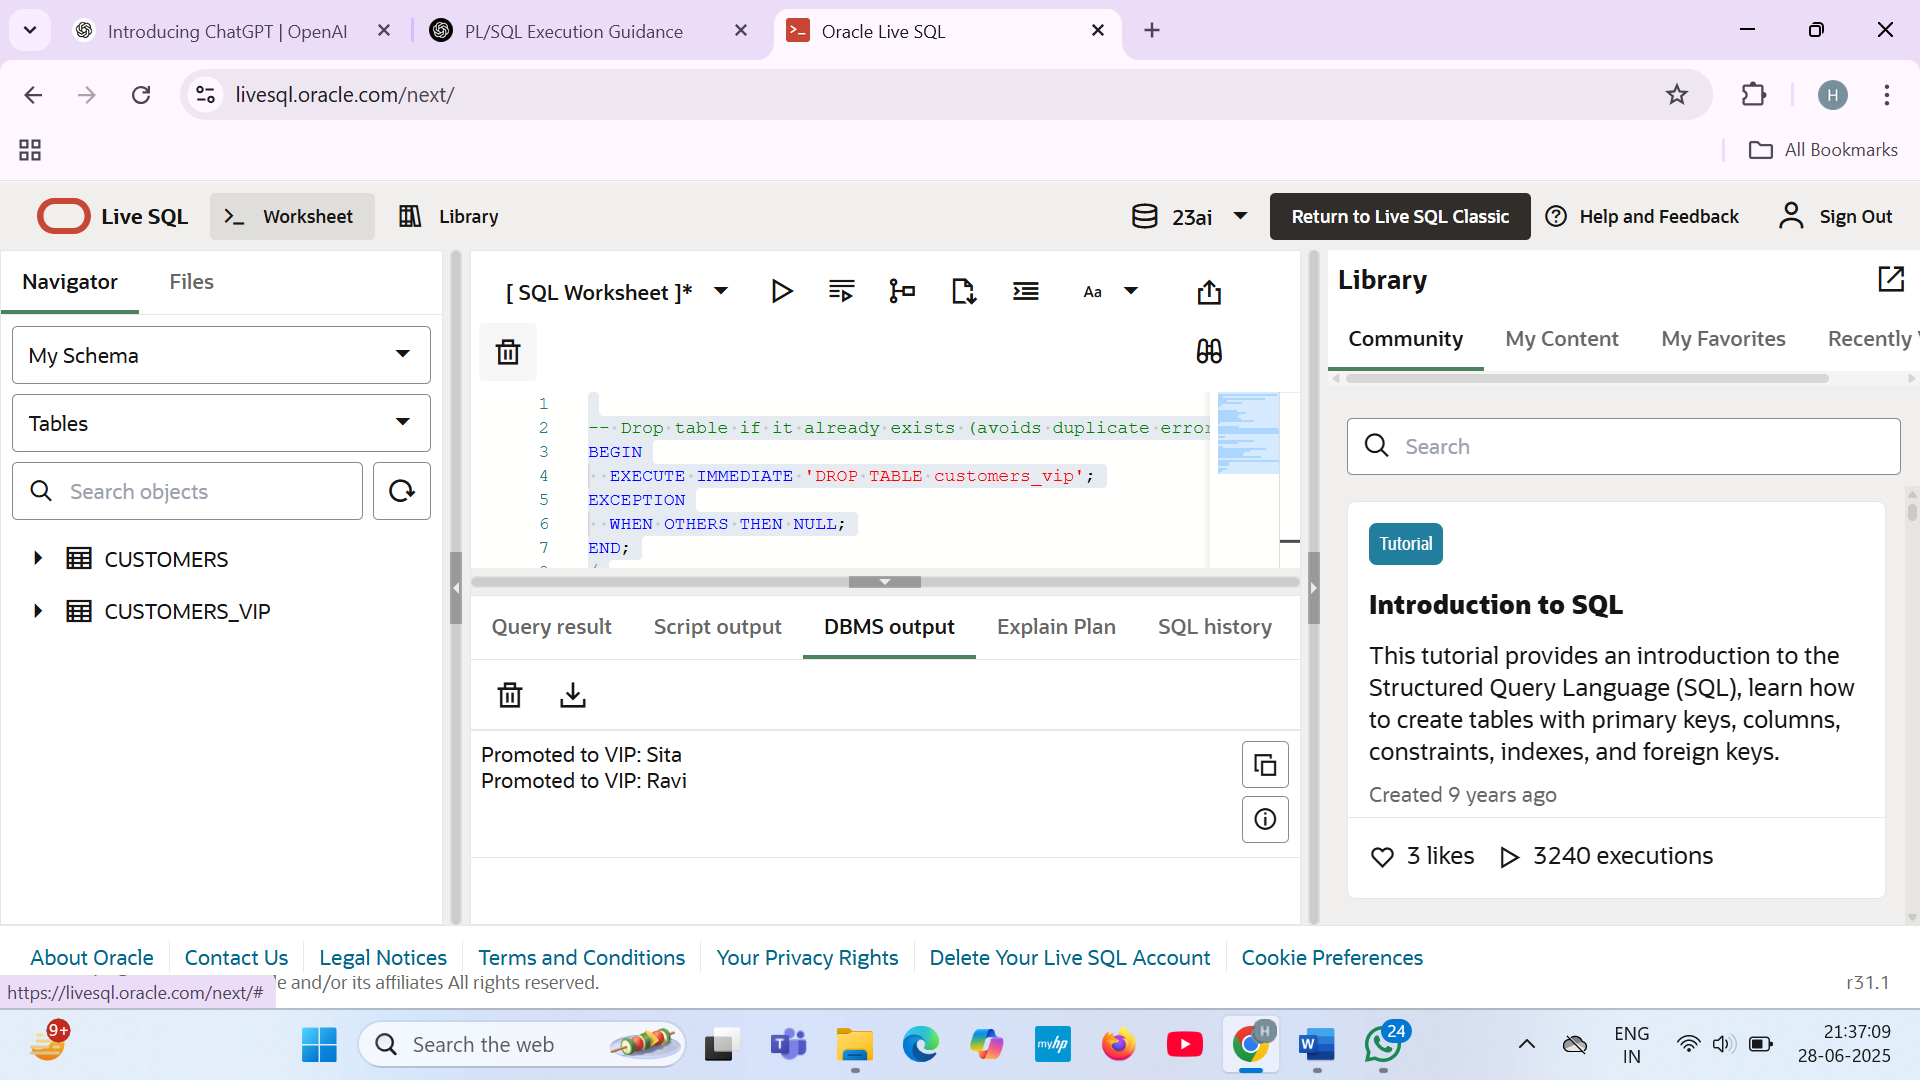 Introducing ChatGPT | OpenAI
PL/SQL Execution Guidance
Oracle Live SQL
livesql.oracle.com/next/
H
All Bookmarks
Live SQL
Worksheet
Library
23ai
Return to Live SQL Classic
Help and Feedback
Sign Out
Navigator
Files
My Schema
Tables
Search objects
CUSTOMERS
CUSTOMERS_VIP
[ SQL Worksheet ]*
Aa
1
2 -- Drop table if it already exists (avoids duplicate error
3 BEGIN
4 EXECUTE IMMEDIATE 'DROP TABLE customers_vip';
5 EXCEPTION
6 WHEN OTHERS THEN NULL;
7 END;
Query result
Script output
DBMS output
Explain Plan
SQL history
Promoted to VIP: Sita
Promoted to VIP: Ravi
Library
Community
My Content
My Favorites
Recently
Search
Tutorial
Introduction to SQL
This tutorial provides an introduction to the
Structured Query Language (SQL), learn how
to create tables with primary keys, columns,
constraints, indexes, and foreign keys.
Created 9 years ago
3 likes
3240 executions
About Oracle
Contact Us
Legal Notices
Terms and Conditions
Your Privacy Rights
Delete Your Live SQL Account
Cookie Preferences
and/or its affiliates All rights reserved.
r31.1
https://livesql.oracle.com/next/#
9+
Search the web
myhp
H
W
24
ENG
IN
21:37:09
28-06-2025